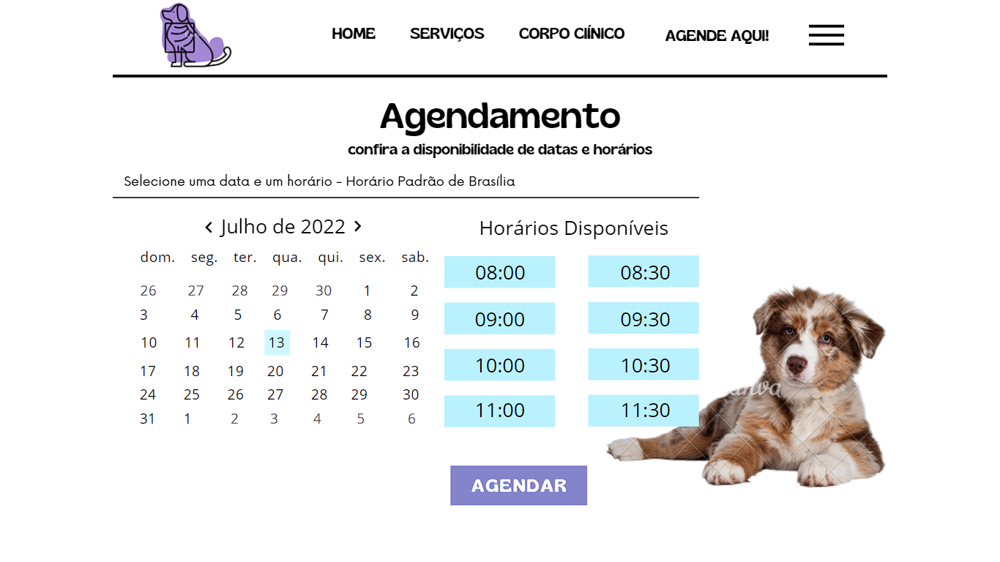 HOME SERVIÇOS CORPO ClÍNICO AGENDE AQUI!
Agendamento
confira a disponibilidade de datas e horários
Selecione uma data e um horário - Horário Padrão de Brasília
< Julho de 2022 >
dom. seg. ter. qua. qui. sex. sab.
26 27 28 29 30 1 2
3 4 5 6 7 8 9
10 11 12 13 14 15 16
17 18 19 20 21 22 23
24 25 26 27 28 29 30
31 1 2 3 4 5 6
Horários Disponíveis
08:00 08:30
09:00 09:30
10:00 10:30
11:00 11:30
AGENDAR